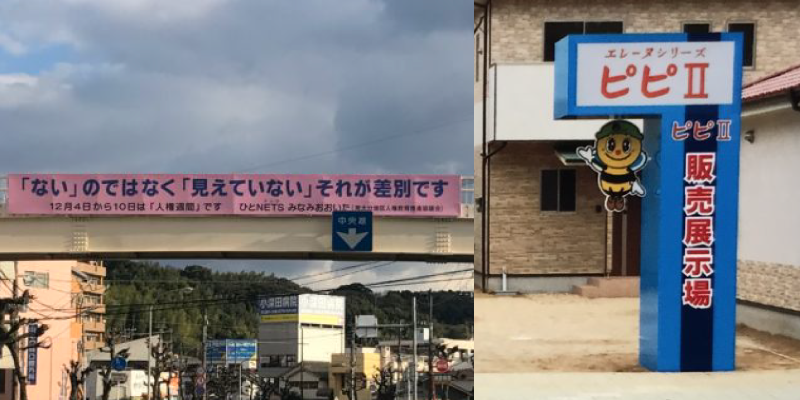 「ない」のではなく「見えていない」それが差別です
12月4日から10日は「人権週間」です ひとNETS みなみおおいた
中央線
エレーヌシリーズ
ピピⅡ
ピピⅡ
販売展示場